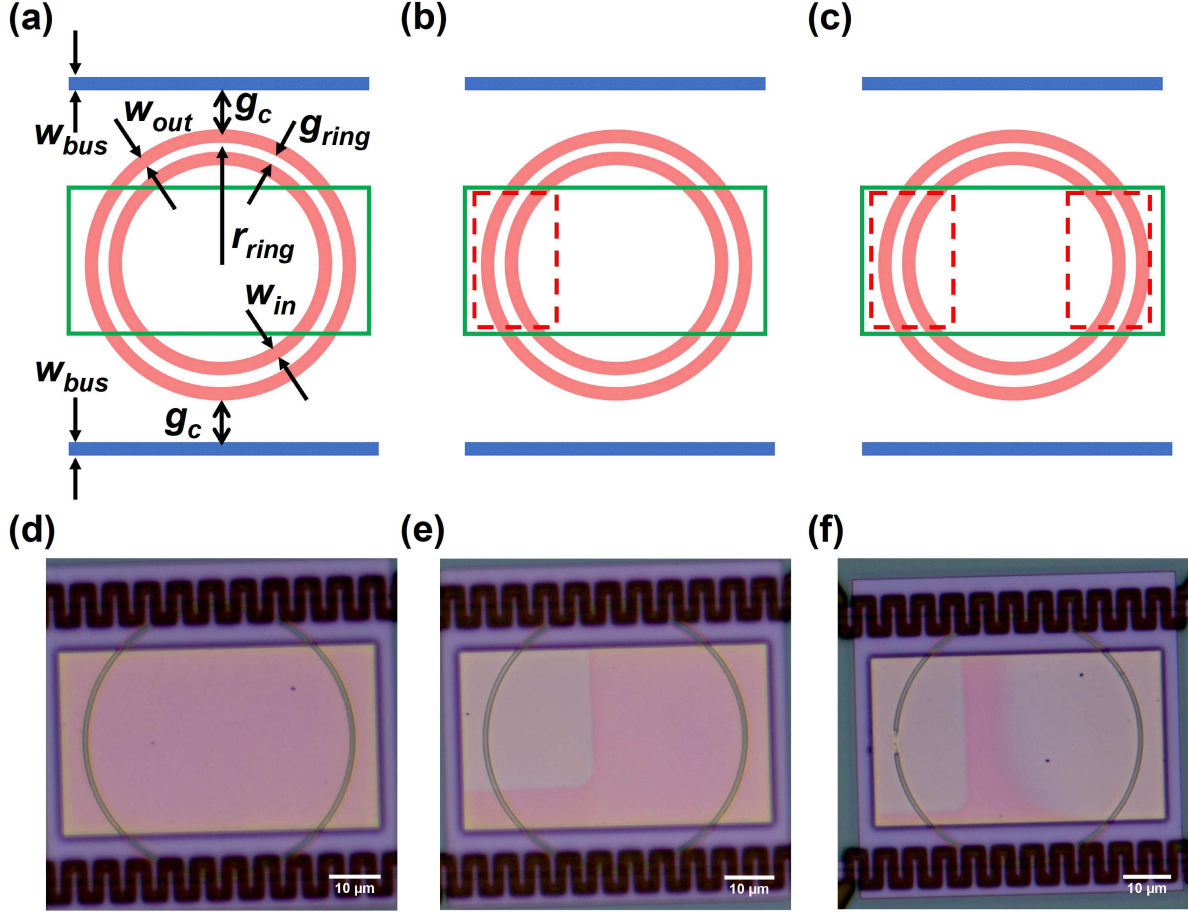 (a)
(b)
(c)
w_bus
w_out
g_c
g_ring
r_ring
w_in
w_bus
g_c
(d)
(e)
(f)
10 µm
10 µm
10 µm